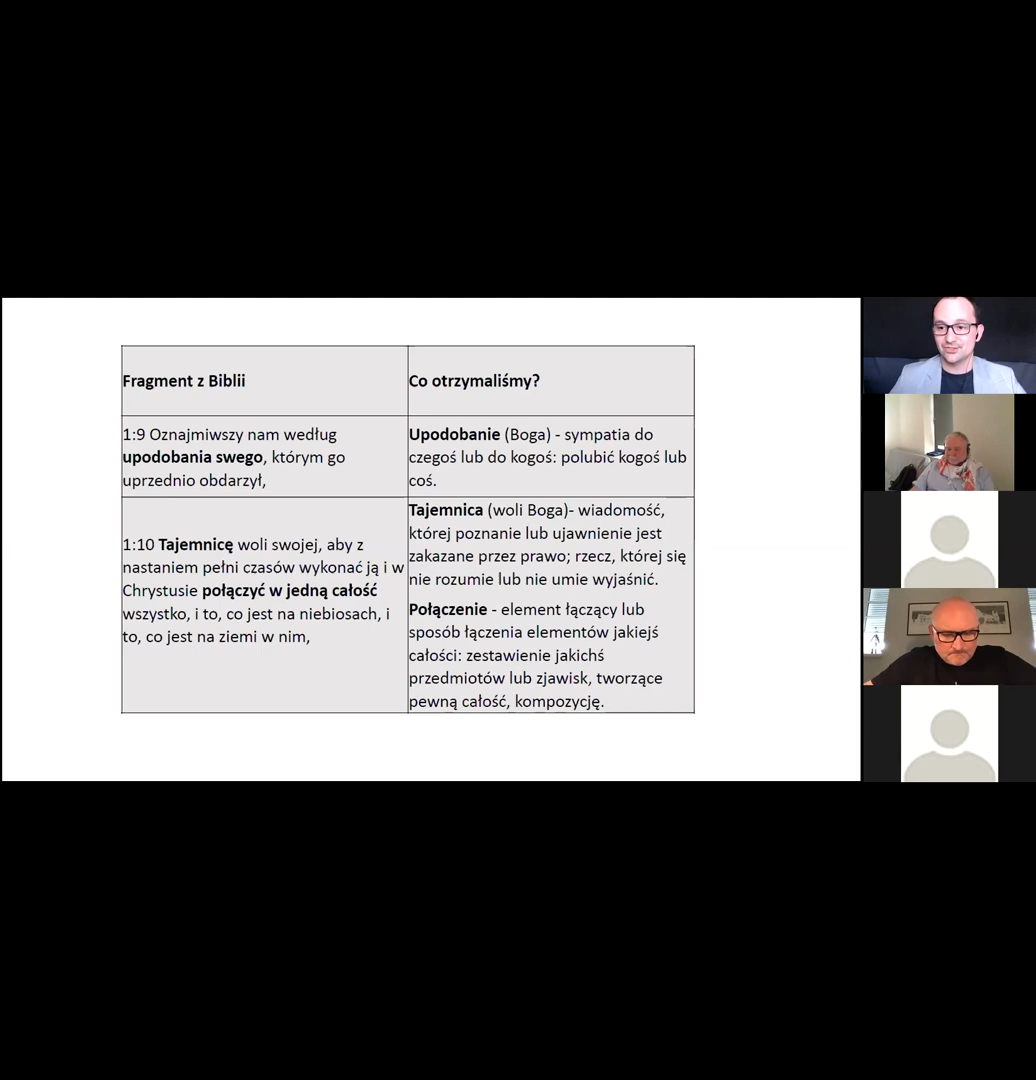 Fragment z Biblii
Co otrzymaliśmy?
1:9 Oznajmiwszy nam według
upodobania swego, którym go
uprzednio obdarzył,
Upodobanie (Boga) - sympatia do
czegoś lub do kogoś: polubić kogoś lub
coś.
1:10 Tajemnicę woli swojej, aby z
nastaniem pełni czasów wykonać ją i w
Chrystusie połączyć w jedną całość
wszystko, i to, co jest na niebiosach, i
to, co jest na ziemi w nim,
Tajemnica (woli Boga)- wiadomość,
której poznanie lub ujawnienie jest
zakazane przez prawo; rzecz, której się
nie rozumie lub nie umie wyjaśnić.
Połączenie - element łączący lub
sposób łączenia elementów jakiejś
całości: zestawienie jakichś
przedmiotów lub zjawisk, tworzące
pewną całość, kompozycję.